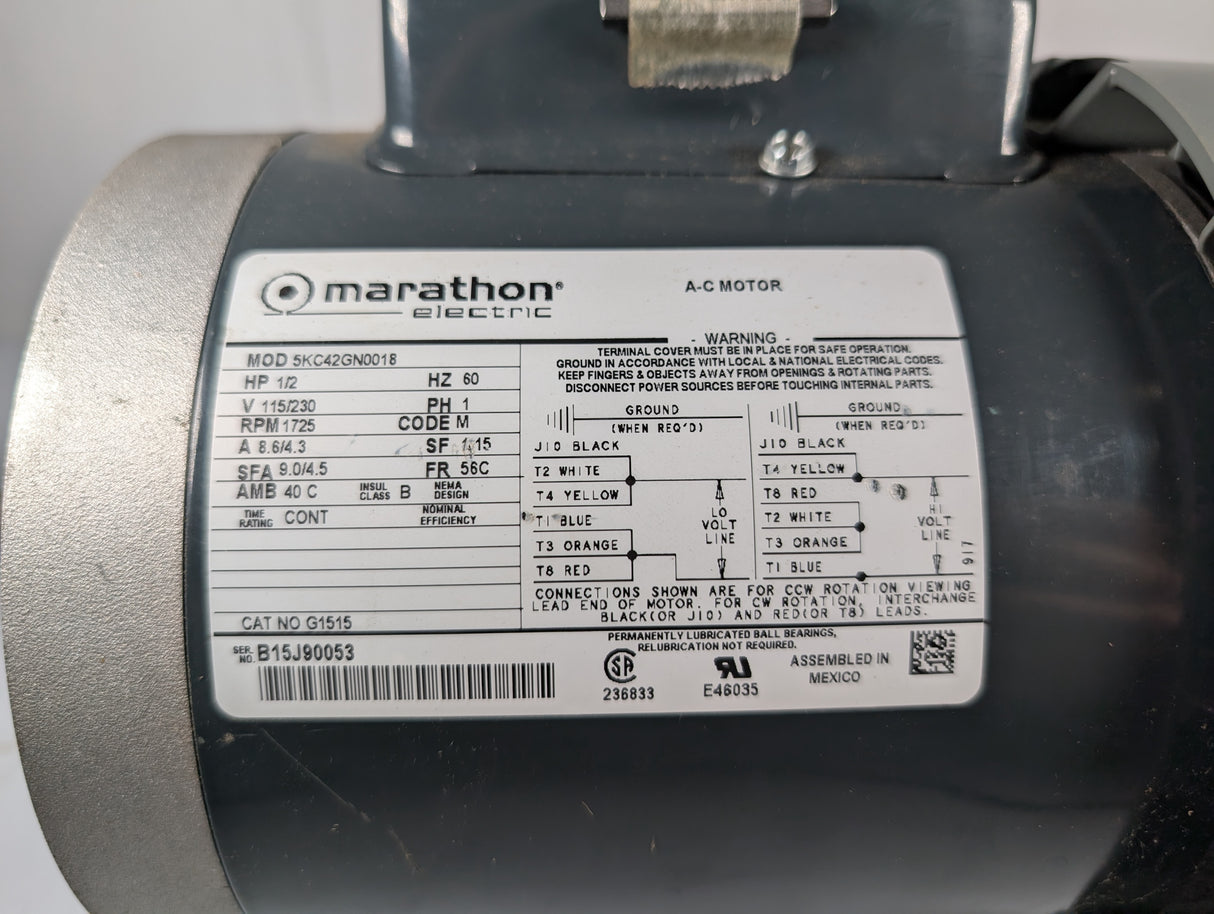 marathon®
electric
A-C MOTOR
MOD 5KC42GN0018
HP 1/2 HZ 60
V 115/230 PH 1
RPM 1725 CODE M
A 8.6/4.3 SF 1.15
SFA 9.0/4.5 FR 56C
AMB 40 C INSUL CLASS B NEMA DESIGN
TIME RATING CONT NOMINAL EFFICIENCY
CAT NO G1515
- WARNING -
TERMINAL COVER MUST BE IN PLACE FOR SAFE OPERATION.
GROUND IN ACCORDANCE WITH LOCAL & NATIONAL ELECTRICAL CODES.
KEEP FINGERS & OBJECTS AWAY FROM OPENINGS & ROTATING PARTS.
DISCONNECT POWER SOURCES BEFORE TOUCHING INTERNAL PARTS.
GROUND
(WHEN REQ'D)
J10 BLACK
T2 WHITE
T4 YELLOW
T1 BLUE
T3 ORANGE
T8 RED
LO
VOLT
LINE
GROUND
(WHEN REQ'D)
J10 BLACK
T4 YELLOW
T8 RED
T2 WHITE
T3 ORANGE
T1 BLUE
HI
VOLT
LINE
917
CONNECTIONS SHOWN ARE FOR CCW ROTATION VIEWING
LEAD END OF MOTOR. FOR CW ROTATION, INTERCHANGE
BLACK(OR J10) AND RED(OR T8) LEADS.
SER. NO. B15J90053
PERMANENTLY LUBRICATED BALL BEARINGS,
RELUBRICATION NOT REQUIRED.
SA
236833
E46035
ASSEMBLED IN
MEXICO